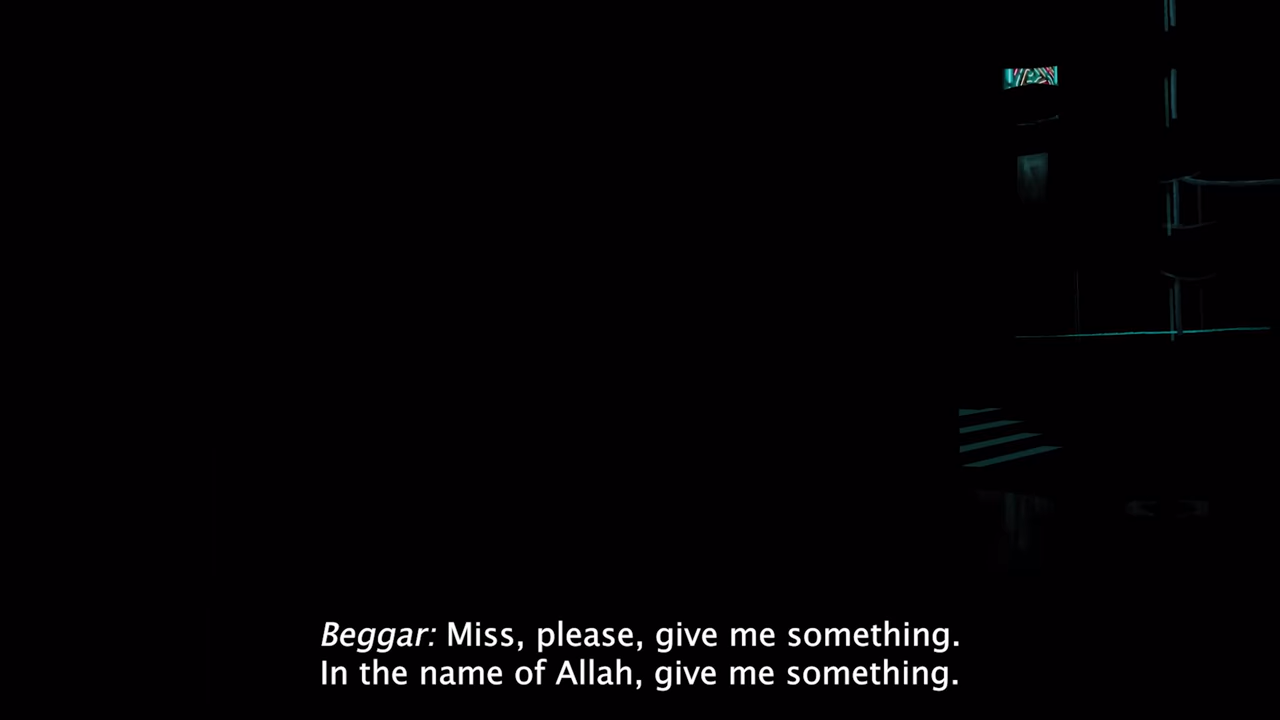 Beggar: Miss, please, give me something.
In the name of Allah, give me something.